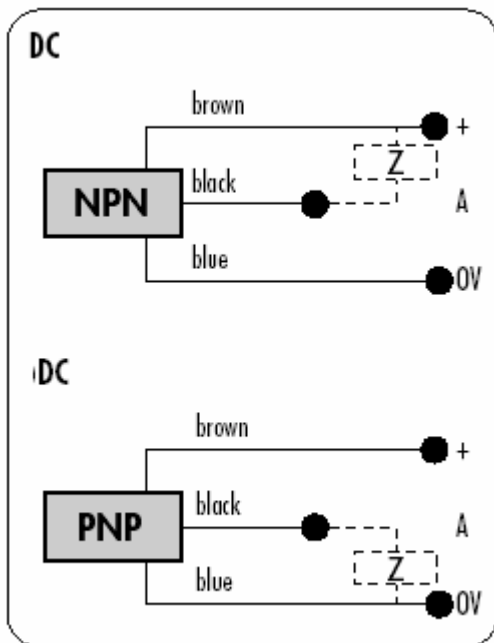 DC
brown
+
Z
NPN
black
A
blue
0V
DC
brown
+
black
A
PNP
Z
blue
0V